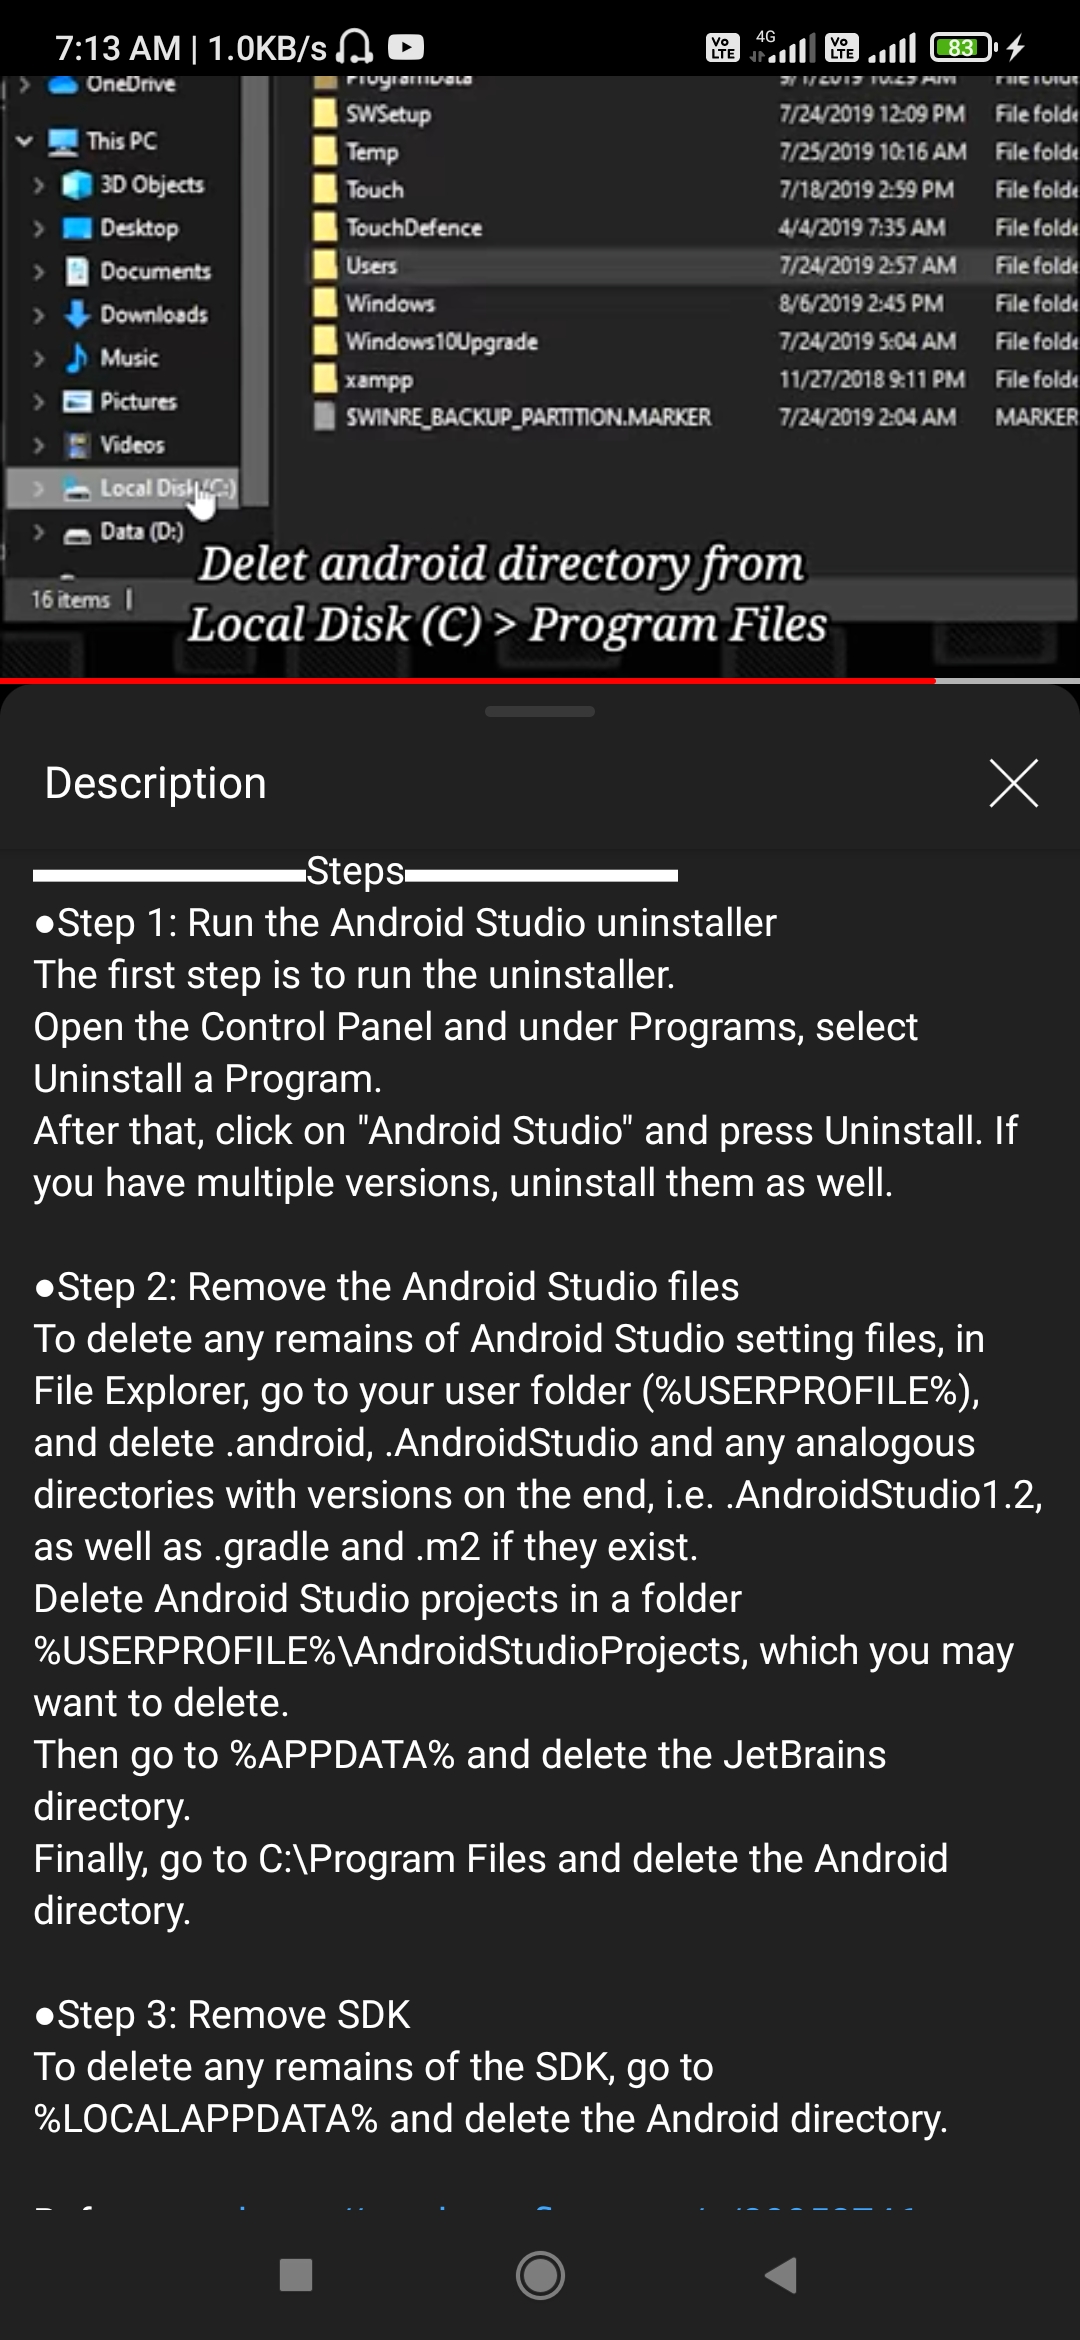 7:13 AM | 1.0KB/s
Vo LTE 4G Vo LTE 83
OneDrive
This PC
3D Objects
Desktop
Documents
Downloads
Music
Pictures
Videos
Local Disk (C:)
Data (D:)
16 items
ProgramData 9/1/2019 10:29 AM File folde
SWSetup 7/24/2019 12:09 PM File folde
Temp 7/25/2019 10:16 AM File folde
Touch 7/18/2019 2:59 PM File folde
TouchDefence 4/4/2019 7:35 AM File folde
Users 7/24/2019 2:57 AM File folde
Windows 8/6/2019 2:45 PM File folde
Windows10Upgrade 7/24/2019 5:04 AM File folde
xampp 11/27/2018 9:11 PM File folde
$WINRE_BACKUP_PARTITION.MARKER 7/24/2019 2:04 AM MARKER
Delet android directory from
Local Disk (C) > Program Files
Description
Steps
●Step 1: Run the Android Studio uninstaller
The first step is to run the uninstaller.
Open the Control Panel and under Programs, select
Uninstall a Program.
After that, click on "Android Studio" and press Uninstall. If
you have multiple versions, uninstall them as well.
●Step 2: Remove the Android Studio files
To delete any remains of Android Studio setting files, in
File Explorer, go to your user folder (%USERPROFILE%),
and delete .android, .AndroidStudio and any analogous
directories with versions on the end, i.e. .AndroidStudio1.2,
as well as .gradle and .m2 if they exist.
Delete Android Studio projects in a folder
%USERPROFILE%\AndroidStudioProjects, which you may
want to delete.
Then go to %APPDATA% and delete the JetBrains
directory.
Finally, go to C:\Program Files and delete the Android
directory.
●Step 3: Remove SDK
To delete any remains of the SDK, go to
%LOCALAPPDATA% and delete the Android directory.